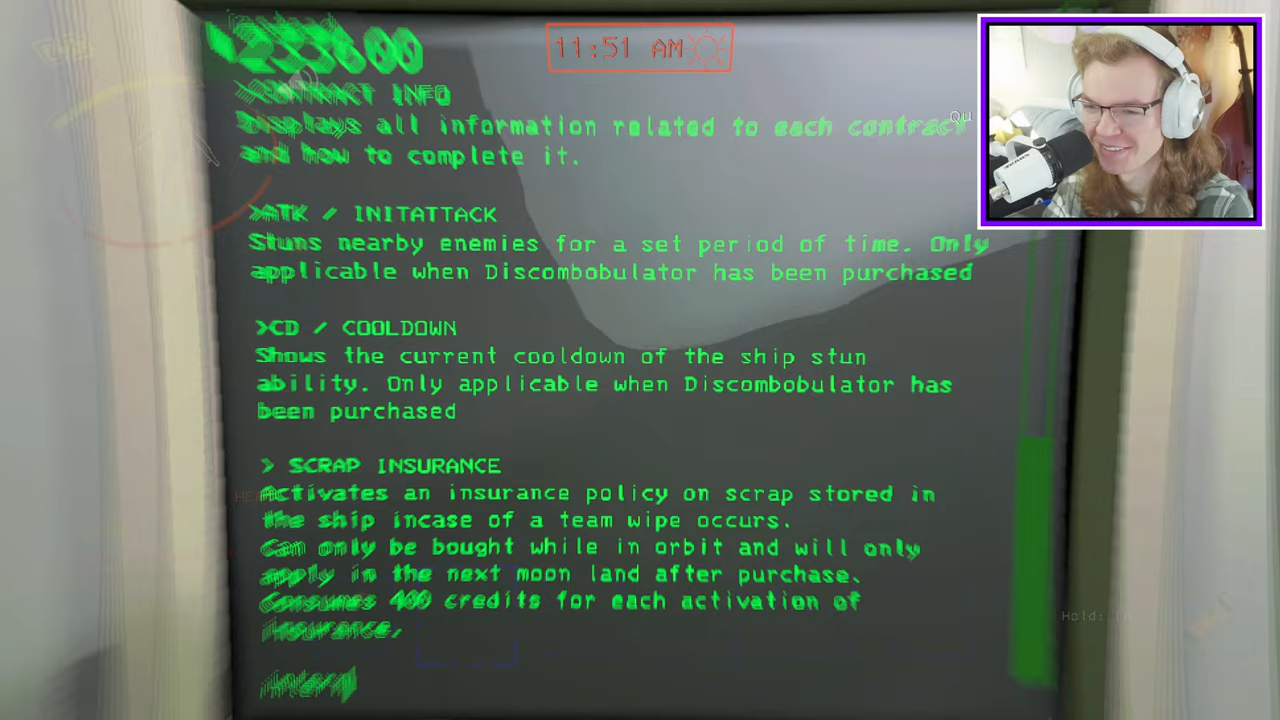 233600
11:51 AM
>CONTRACT INFO
Displays all information related to each contract
Qu
and how to complete it.
>ATK / INITATTACK
Stuns nearby enemies for a set period of time. Only
applicable when Discombobulator has been purchased
>CD / COOLDOWN
Shows the current cooldown of the ship stun
ability. Only applicable when Discombobulator has
been purchased
> SCRAP INSURANCE
Activates an insurance policy on scrap stored in
the ship incase of a team wipe occurs.
Can only be bought while in orbit and will only
apply in the next moon land after purchase.
Consumes 400 credits for each activation of
insurance.
Hold: